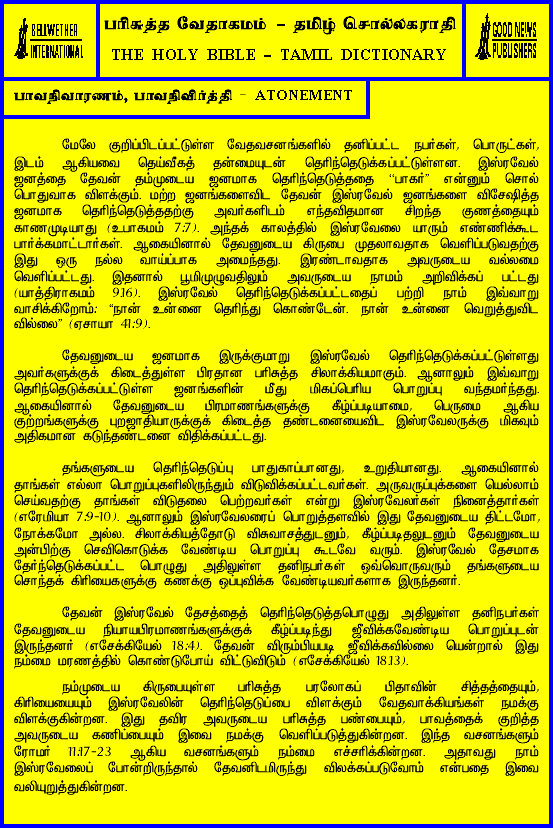 BELLWETHER
INTERNATIONAL
பரிசுத்த வேதாகமம் – தமிழ் சொல்லகராதி
THE HOLY BIBLE – TAMIL DICTIONARY
GOOD NEWS
PUBLISHERS
பாவநிவாரணம், பாவநிவிர்த்தி – ATONEMENT
மேலே குறிப்பிடப்பட்டுள்ள வேதவசனங்களில் தனிப்பட்ட நபர்கள், பொருட்கள்,
இடம் ஆகியவை தெய்வீகத் தன்மையுடன் தெரிந்தெடுக்கப்பட்டுள்ளன. இஸ்ரவேல்
ஜனத்தை தேவன் தம்முடைய ஜனமாக தெரிந்தெடுத்ததை “பாகர்” என்னும் சொல்
பொதுவாக விளக்கும். மற்ற ஜனங்களைவிட தேவன் இஸ்ரவேல் ஜனங்களை விசேஷித்த
ஜனமாக தெரிந்தெடுத்ததற்கு அவர்களிடம் எந்தவிதமான சிறந்த குணத்தையும்
காணமுடியாது (உபாகமம் 7:7). அந்தக் காலத்தில் இஸ்ரவேலை யாரும் எண்ணிக்கூட
பார்க்கமாட்டார்கள். ஆகையினால் தேவனுடைய கிருபை முதலாவதாக வெளிப்படுவதற்கு
இது ஒரு நல்ல வாய்ப்பாக அமைந்தது. இரண்டாவதாக அவருடைய வல்லமை
வெளிப்பட்டது. இதனால் பூமிமுழுவதிலும் அவருடைய நாமம் அறிவிக்கப் பட்டது
(யாத்திராகமம் 9:16). இஸ்ரவேல் தெரிந்தெடுக்கப்பட்டதைப் பற்றி நாம் இவ்வாறு
வாசிக்கிறோம்: “நான் உன்னை தெரிந்து கொண்டேன். நான் உன்னை வெறுத்துவிட
வில்லை” (ஏசாயா 41:9).
தேவனுடைய ஜனமாக இருக்குமாறு இஸ்ரவேல் தெரிந்தெடுக்கப்பட்டுள்ளது
அவர்களுக்குக் கிடைத்துள்ள பிரதான பரிசுத்த சிலாக்கியமாகும். ஆனாலும் இவ்வாறு
தெரிந்தெடுக்கப்பட்டுள்ள ஜனங்களின் மீது மிகப்பெரிய பொறுப்பு வந்தமர்ந்தது.
ஆகையினால் தேவனுடைய பிரமாணங்களுக்கு கீழ்ப்படியாமை, பெருமை ஆகிய
குற்றங்களுக்கு புறஜாதியாருக்குக் கிடைத்த தண்டனையைவிட இஸ்ரவேலருக்கு மிகவும்
அதிகமான கடுந்தண்டனை விதிக்கப்பட்டது.
தங்களுடைய தெரிந்தெடுப்பு பாதுகாப்பானது, உறுதியானது. ஆகையினால்
தாங்கள் எல்லா பொறுப்புகளிலிருந்தும் விடுவிக்கப்பட்டவர்கள். அருவருப்புக்களை யெல்லாம்
செய்வதற்கு தாங்கள் விடுதலை பெற்றவர்கள் என்று இஸ்ரவேலர்கள் நினைத்தார்கள்
(எரேமியா 7:9-10). ஆனாலும் இஸ்ரவேலரைப் பொறுத்தளவில் இது தேவனுடைய திட்டமோ,
நோக்கமோ அல்ல. சிலாக்கியத்தோடு விசுவாசத்துடனும், கீழ்ப்படிதலுடனும் தேவனுடைய
அன்பிற்கு செவிகொடுக்க வேண்டிய பொறுப்பு கூடவே வரும். இஸ்ரவேல் தேசமாக
தேர்ந்தெடுக்கப்பட்ட பொழுது அதிலுள்ள தனிநபர்கள் ஒவ்வொருவரும் தங்களுடைய
சொந்தக் கிரியைகளுக்கு கணக்கு ஒப்புவிக்க வேண்டியவர்களாக இருந்தனர்.
தேவன் இஸ்ரவேல் தேசத்தைத் தெரிந்தெடுத்தபொழுது அதிலுள்ள தனிநபர்கள்
தேவனுடைய நியாயபிரமாணங்களுக்குக் கீழ்ப்படிந்து ஜீவிக்கவேண்டிய பொறுப்புடன்
இருந்தனர் (எசேக்கியேல் 18:4). தேவன் விரும்பியபடி ஜீவிக்கவில்லை யென்றால் இது
நம்மை மரணத்தில் கொண்டுபோய் விட்டுவிடும் (எசேக்கியேல் 18:13).
நம்முடைய கிருபையுள்ள பரிசுத்த பரலோகப் பிதாவின் சித்தத்தையும்,
கிரியையையும் இஸ்ரவேலின் தெரிந்தெடுப்பை விளக்கும் வேதவாக்கியங்கள் நமக்கு
விளக்குகின்றன. இது தவிர அவருடைய பரிசுத்த பண்பையும், பாவத்தைக் குறித்த
அவருடைய கணிப்பையும் இவை நமக்கு வெளிப்படுத்துகின்றன. இந்த வசனங்களும்
ரோமர் 11:17-23 ஆகிய வசனங்களும் நம்மை எச்சரிக்கின்றன. அதாவது நாம்
இஸ்ரவேலைப் போன்றிருந்தால் தேவனிடமிருந்து விலக்கப்படுவோம் என்பதை இவை
வலியுறுத்துகின்றன.